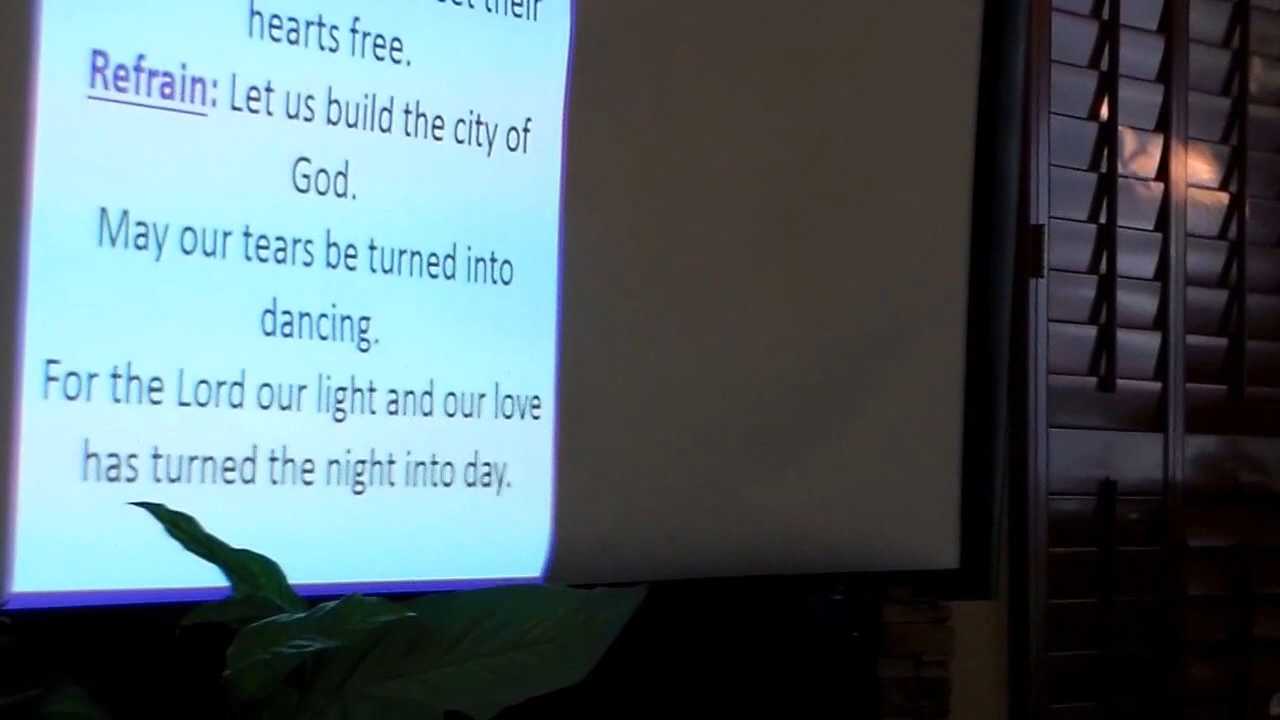 their
hearts free.
Refrain: Let us build the city of
God.
May our tears be turned into
dancing.
For the Lord our light and our love
has turned the night into day.